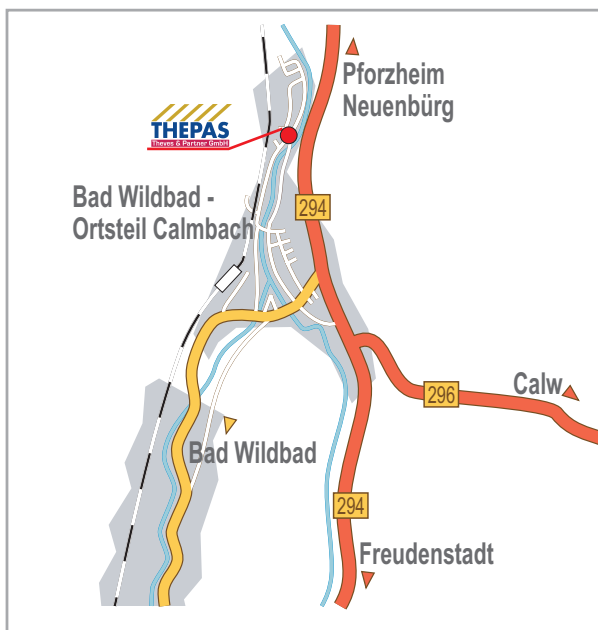 Pforzheim
Neuenbürg
THEPAS
Theves & Partner GmbH
Bad Wildbad -
Ortsteil Calmbach
294
296
Calw
Bad Wildbad
294
Freudenstadt